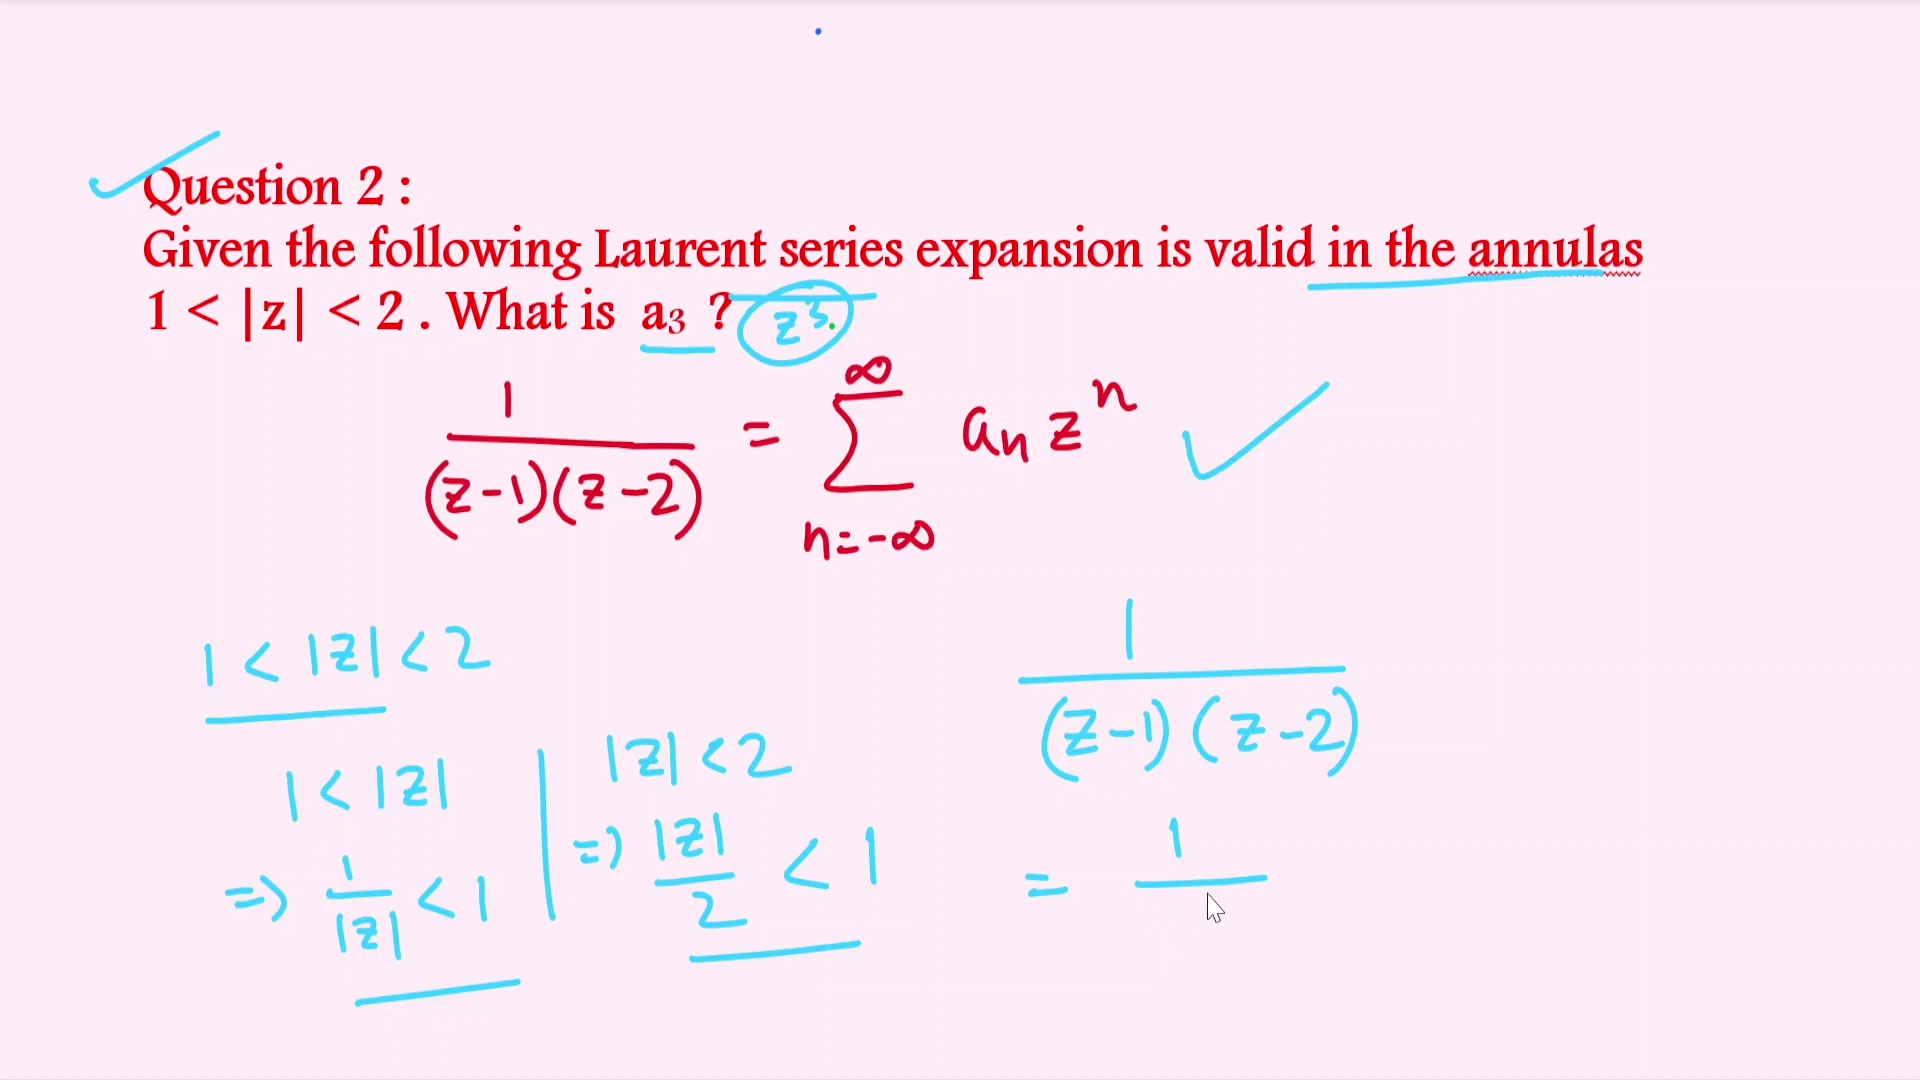 Question 2 :
Given the following Laurent series expansion is valid in the annulas
1 < |z| < 2 . What is a₃ ? z³.
1/((z-1)(z-2)) = ∑_{n=-∞}^{∞} aₙ zⁿ
1 < |z| < 2
1 < |z|
=> 1/|z| < 1
|z| < 2
=> |z|/2 < 1
1/((z-1)(z-2))
= 1/